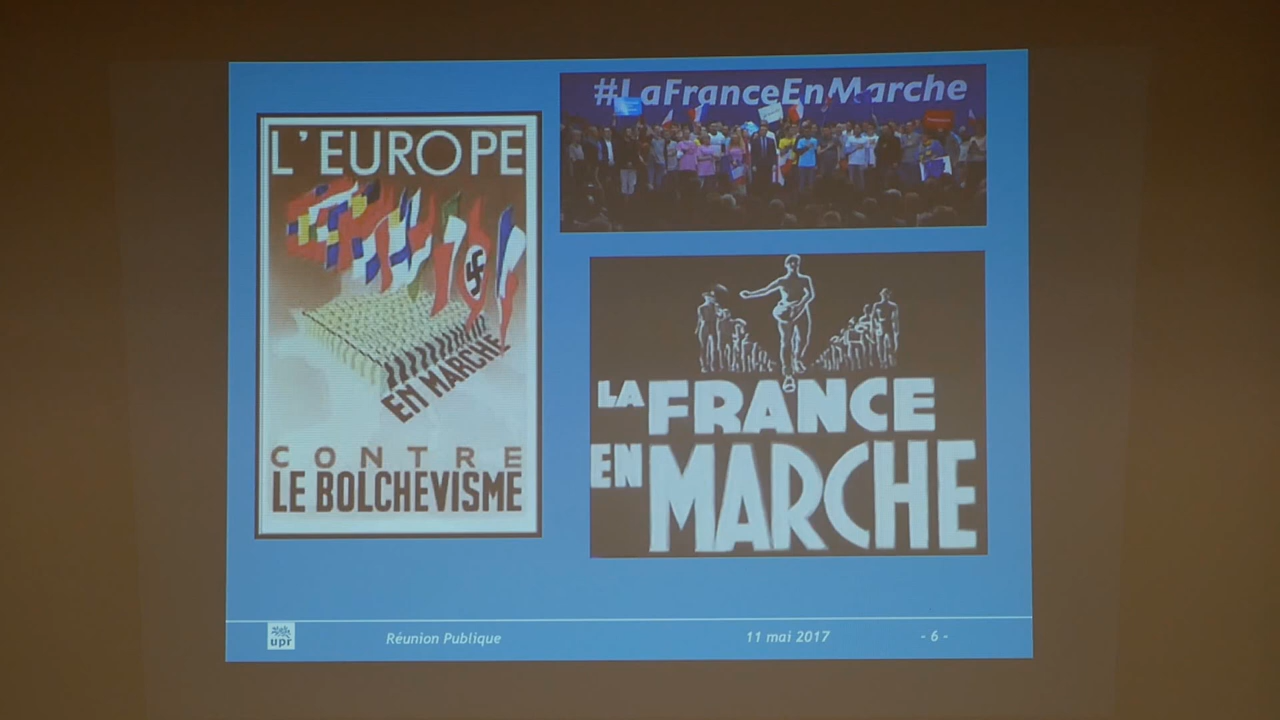 L'EUROPE
EN MARCHE
CONTRE
LE BOLCHEVISME
#LaFranceEnMarche
LA FRANCE
EN MARCHE
upr
Réunion Publique
11 mai 2017
- 6 -